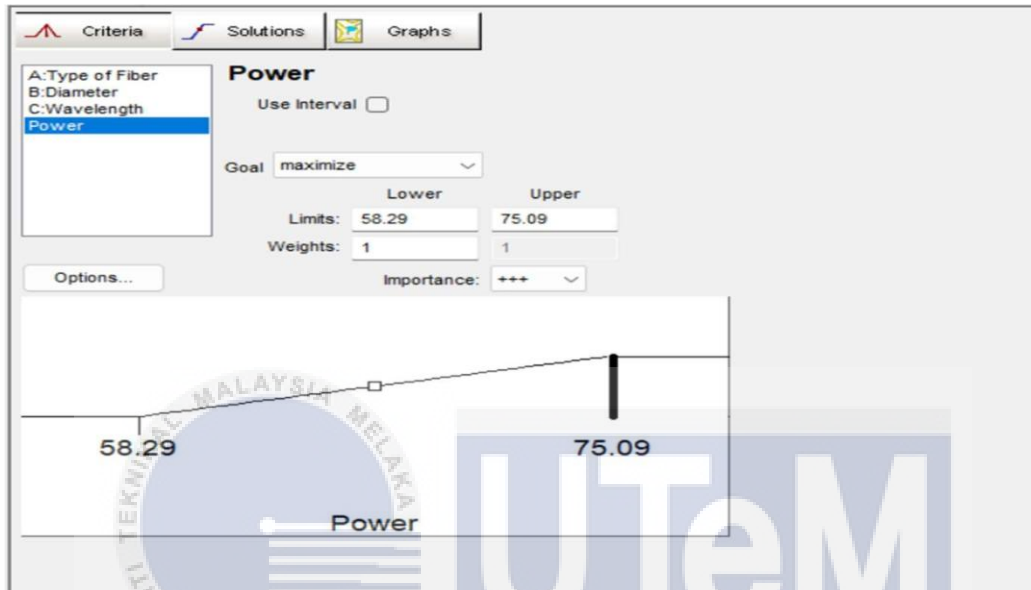 Criteria Solutions Graphs
A:Type of Fiber
B:Diameter
C:Wavelength
Power
Power
Use Interval
Goal maximize
Lower Upper
Limits: 58.29 75.09
Weights: 1 1
Options...
Importance: +++
58.29 75.09
Power
TEKNIKAL MALAYSIA MELAKA
UTeM